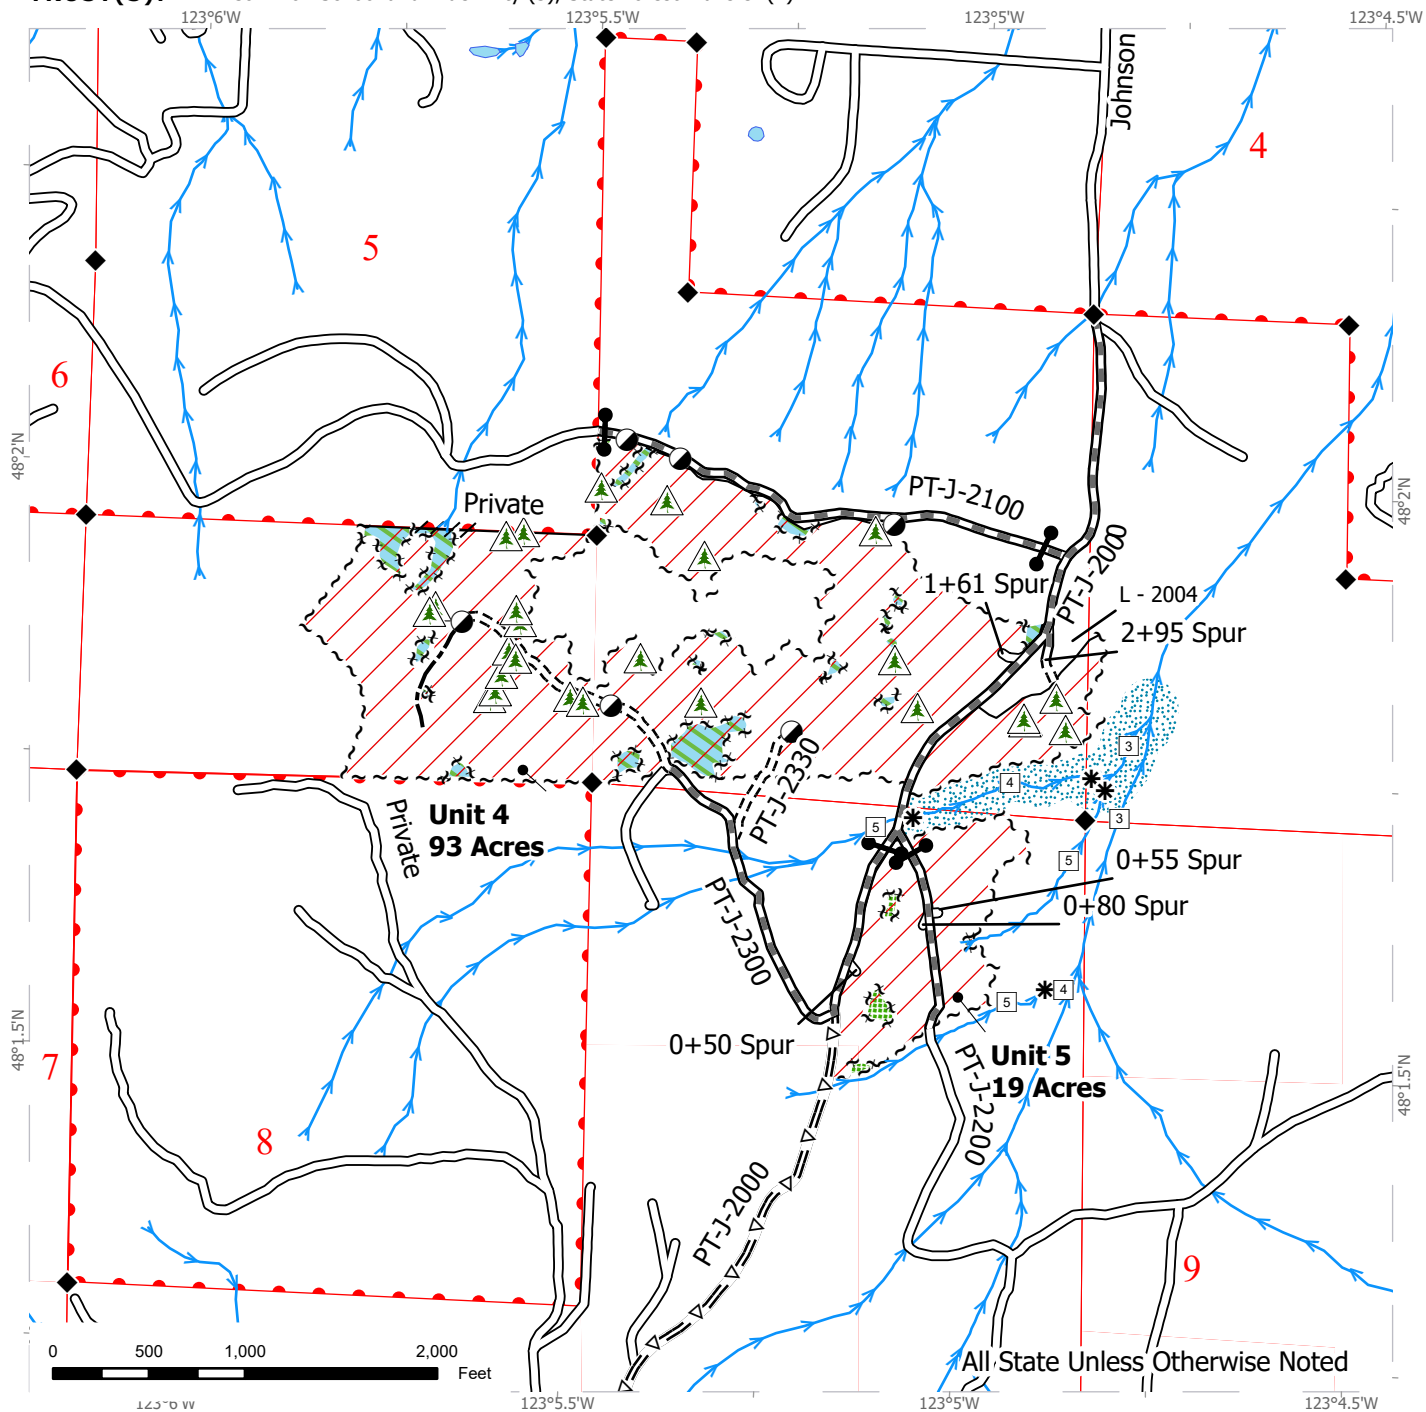 123°6'W
123°5.5'W
123°5'W
123°4.5'W
Johnson
4
5
6
48°2'N
48°2'N
Private
PT-J-2100
PT-J-2000
1+61 Spur
L - 2004
2+95 Spur
3
4
PT-J-2330
Private
Unit 4
93 Acres
5
3
5
0+55 Spur
0+80 Spur
PT-J-2300
4
5
0+50 Spur
Unit 5
19 Acres
48°1.5'N
48°1.5'N
7
PT-J-2200
8
PT-J-2000
9
0
500
1,000
2,000
Feet
All State Unless Otherwise Noted
123°5.5'W
123°5'W
123°4.5'W